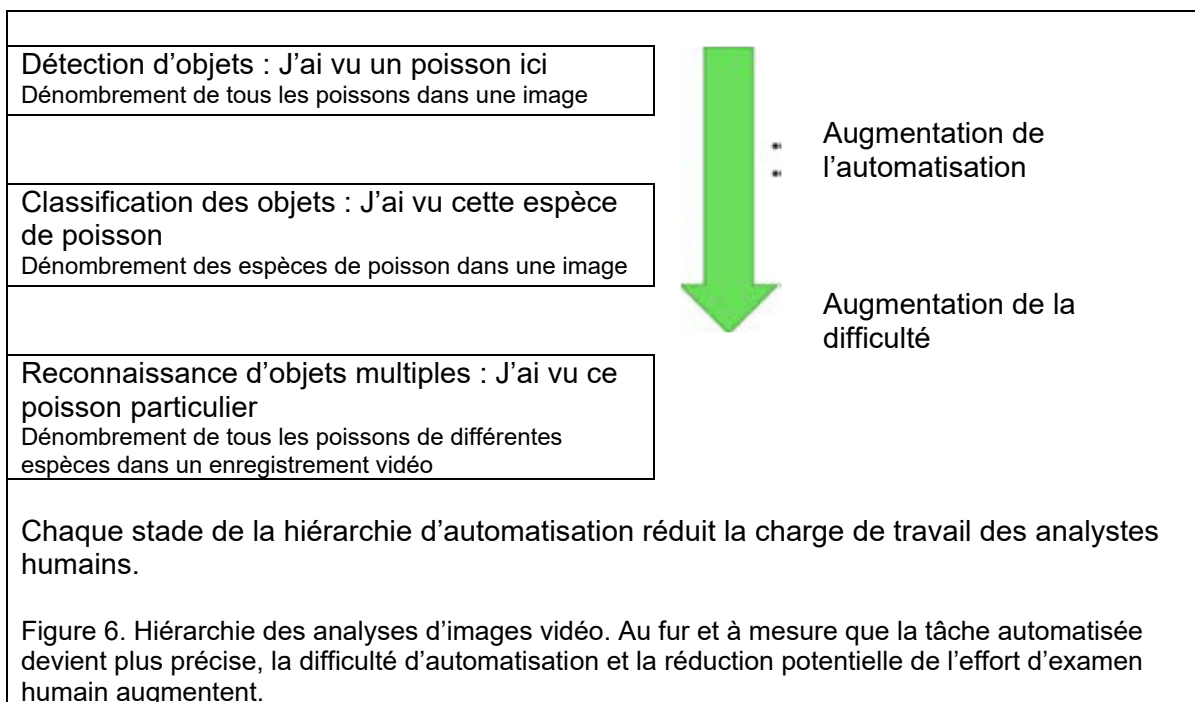 Détection d’objets : J’ai vu un poisson ici
Dénombrement de tous les poissons dans une image
Augmentation de
l’automatisation
Classification des objets : J’ai vu cette espèce
de poisson
Dénombrement des espèces de poisson dans une image
Augmentation de la
difficulté
Reconnaissance d’objets multiples : J’ai vu ce
poisson particulier
Dénombrement de tous les poissons de différentes
espèces dans un enregistrement vidéo
Chaque stade de la hiérarchie d’automatisation réduit la charge de travail des analystes
humains.
Figure 6. Hiérarchie des analyses d’images vidéo. Au fur et à mesure que la tâche automatisée
devient plus précise, la difficulté d’automatisation et la réduction potentielle de l’effort d’examen
humain augmentent.